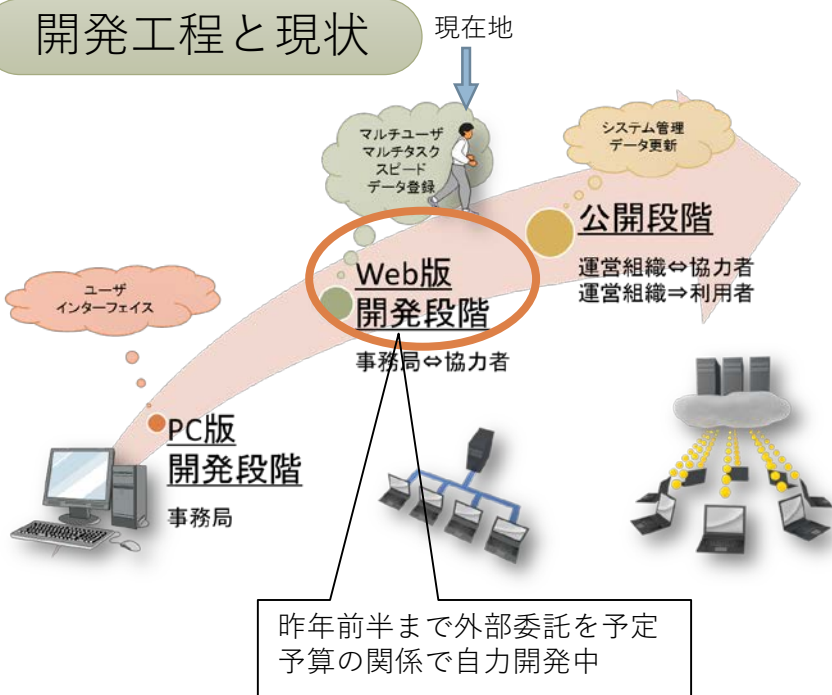 開発工程と現状
現在地
マルチユーザ
マルチタスク
スピード
データ登録
システム管理
データ更新
公開段階
運営組織⇔協力者
運営組織⇒利用者
Web版
開発段階
事務局⇔協力者
ユーザ
インターフェイス
PC版
開発段階
事務局
昨年前半まで外部委託を予定
予算の関係で自力開発中